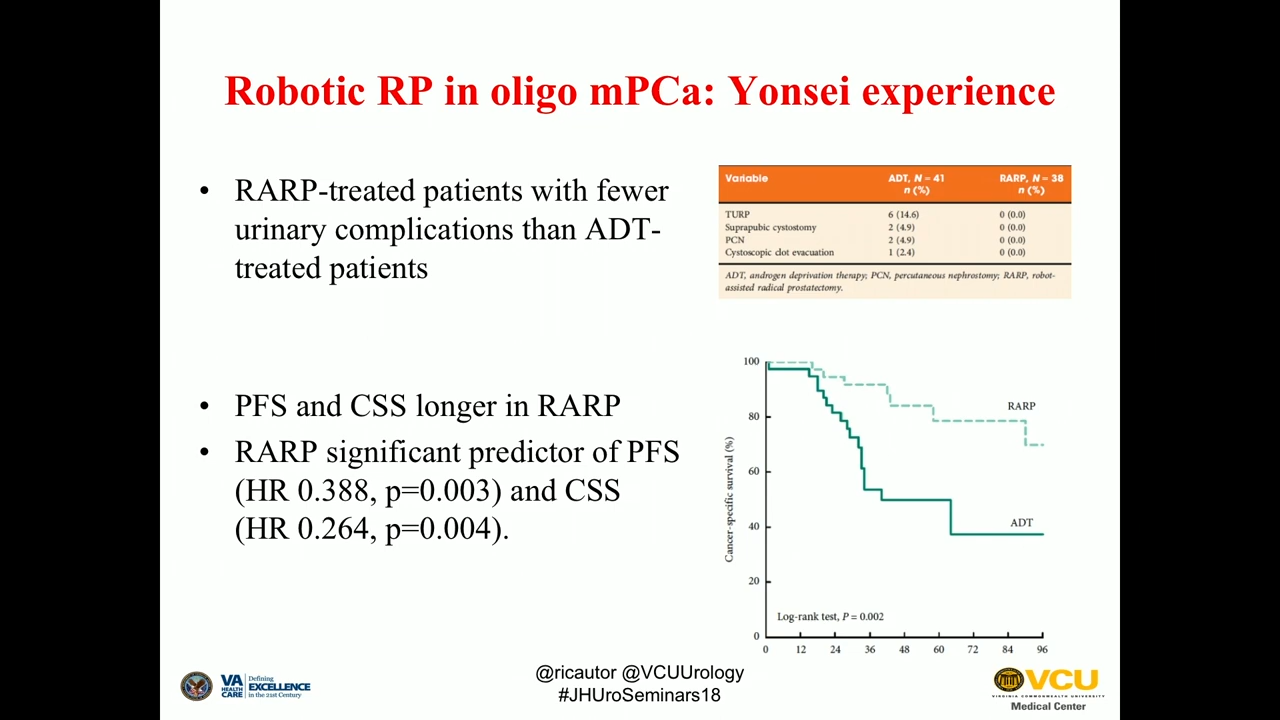 Robotic RP in oligo mPCa: Yonsei experience
• RARP-treated patients with fewer
urinary complications than ADT-
treated patients
Variable ADT, N = 41 RARP, N = 38
n (%) n (%)
TURP 6 (14.6) 0 (0.0)
Suprapubic cystostomy 2 (4.9) 0 (0.0)
PCN 2 (4.9) 0 (0.0)
Cystoscopic clot evacuation 1 (2.4) 0 (0.0)
ADT, androgen deprivation therapy; PCN, percutaneous nephrostomy; RARP, robot-
assisted radical prostatectomy.
• PFS and CSS longer in RARP
• RARP significant predictor of PFS
(HR 0.388, p=0.003) and CSS
(HR 0.264, p=0.004).
Cancer-specific survival (%)
100
80
60
40
20
0
RARP
ADT
Log-rank test, P = 0.002
0 12 24 36 48 60 72 84 96
VA
HEALTH
CARE
Defining
EXCELLENCE
in the 21st Century
@ricautor @VCUUrology
#JHUroSeminars18
VCU
VIRGINIA COMMONWEALTH UNIVERSITY
Medical Center